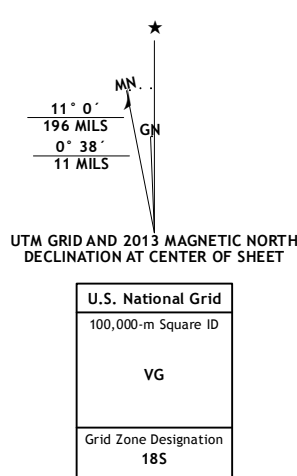 ★
MN
11° 0´
196 MILS
GN
0° 38´
11 MILS
UTM GRID AND 2013 MAGNETIC NORTH
DECLINATION AT CENTER OF SHEET
U.S. National Grid
100,000-m Square ID
VG
Grid Zone Designation
18S